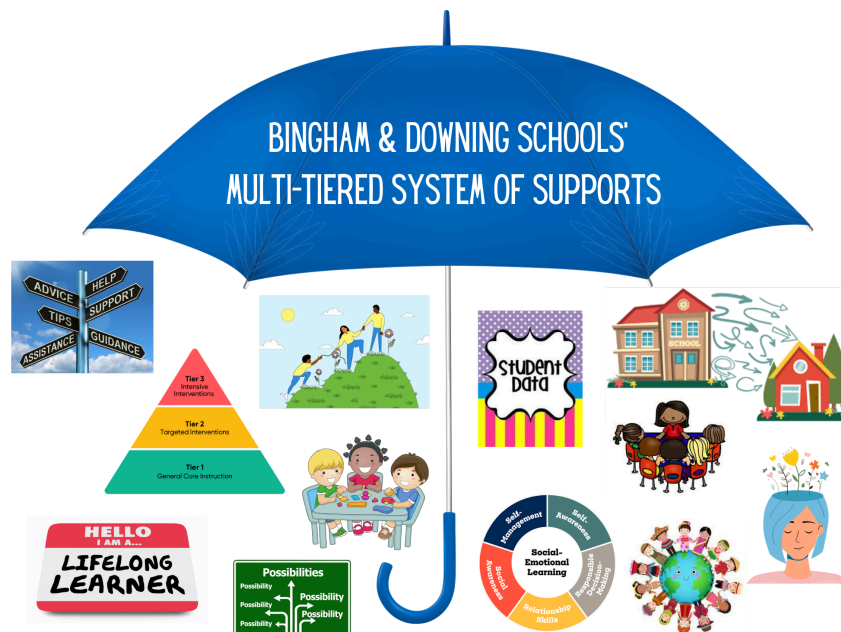 BINGHAM & DOWNING SCHOOLS'
MULTI-TIERED SYSTEM OF SUPPORTS
ADVICE
HELP
SUPPORT
TIPS
GUIDANCE
ASSISTANCE
Tier 3
Intensive
Interventions
Tier 2
Targeted Interventions
Tier 1
General Core Instruction
Student
Data
SCHOOL
HELLO
I AM A...
LIFELONG
LEARNER
Possibilities
Possibility
Possibility
Possibility
Possibility
Possibility
Self-
Management
Self-
Awareness
Social
Awareness
Social-
Emotional
Learning
Responsible
Decision-
Making
Relationship
Skills